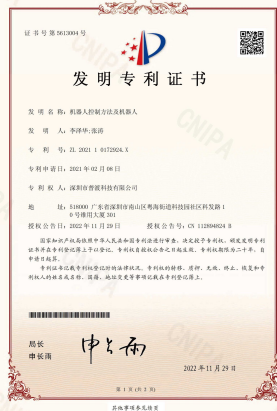 证书号第5613004号
发明专利证书
发 明 名 称：机器人控制方法及机器人
发 明 人：李泽华;张涛
专 利 号：ZL 2021 1 0172924.X
专利申请日：2021年02月08日
专 利 权 人：深圳市普渡科技有限公司
地 址：518000 广东省深圳市南山区粤海街道科技园社区科发路1
0号维用大厦301
授权公告日：2022年11月29日 授权公告号：CN 112894824 B
国家知识产权局依照中华人民共和国专利法进行审查，决定授予专利权，颁发发明专利
证书并在专利登记簿上予以登记。专利权自授权公告之日起生效。专利权期限为二十年，自
申请日起算。
专利证书记载专利权登记时的法律状况。专利权的转移、质押、无效、终止、恢复和专
利权人的姓名或名称、国籍、地址变更等事项记载在专利登记簿上。
局长
申长雨
申长雨
2022年11月29日
第 1 页 (共 2 页)
其他事项参见续页
CNIPA